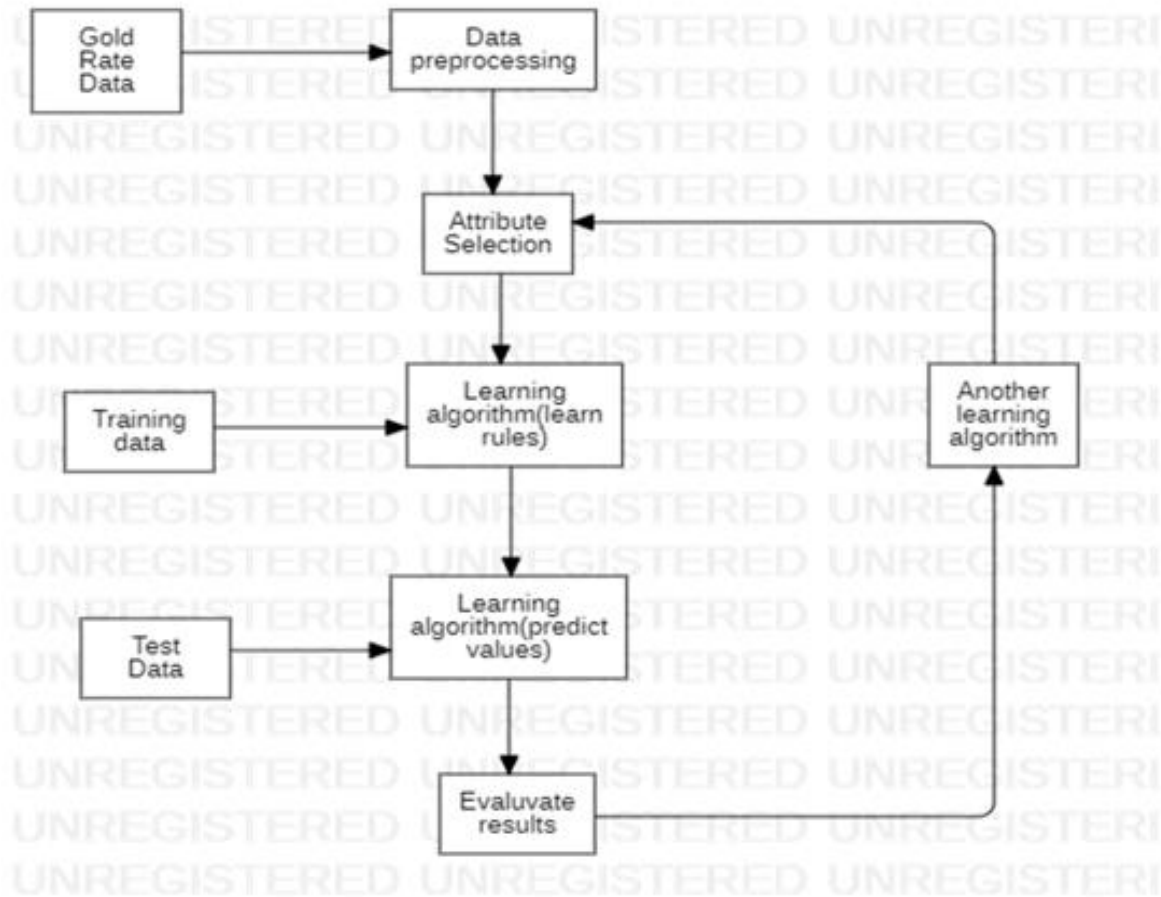 Gold
Rate
Data
Data
preprocessing
Attribute
Selection
Training
data
Learning
algorithm(learn
rules)
Another
learning
algorithm
Test
Data
Learning
algorithm(predict
values)
Evaluvate
results
UNREGISTERED UNREGISTERED UNREGISTERI